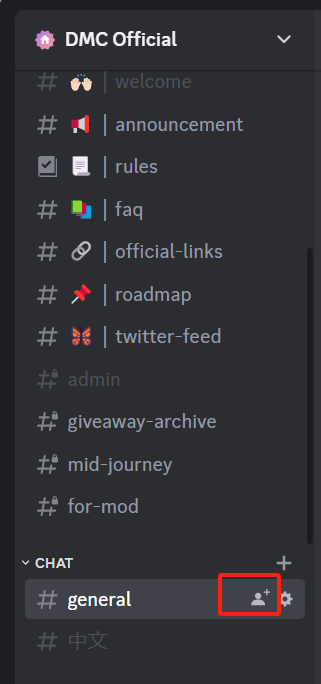 DMC Official
welcome
announcement
rules
faq
official-links
roadmap
twitter-feed
admin
giveaway-archive
mid-journey
for-mod
CHAT
general
中文